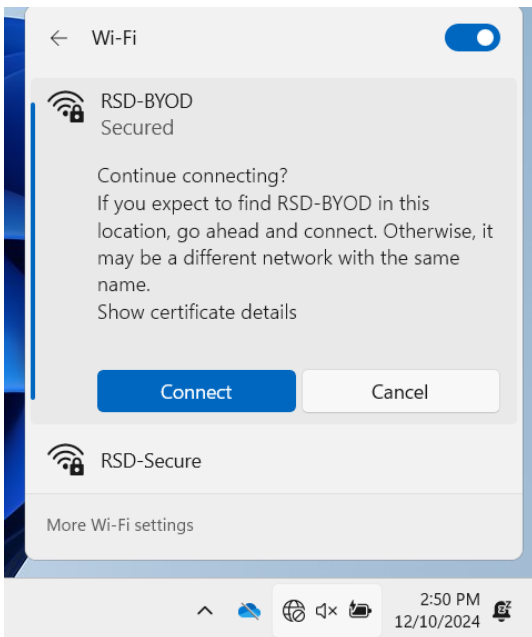 Wi-Fi
RSD-BYOD
Secured
Continue connecting?
If you expect to find RSD-BYOD in this
location, go ahead and connect. Otherwise, it
may be a different network with the same
name.
Show certificate details
Connect
Cancel
RSD-Secure
More Wi-Fi settings
2:50 PM
12/10/2024